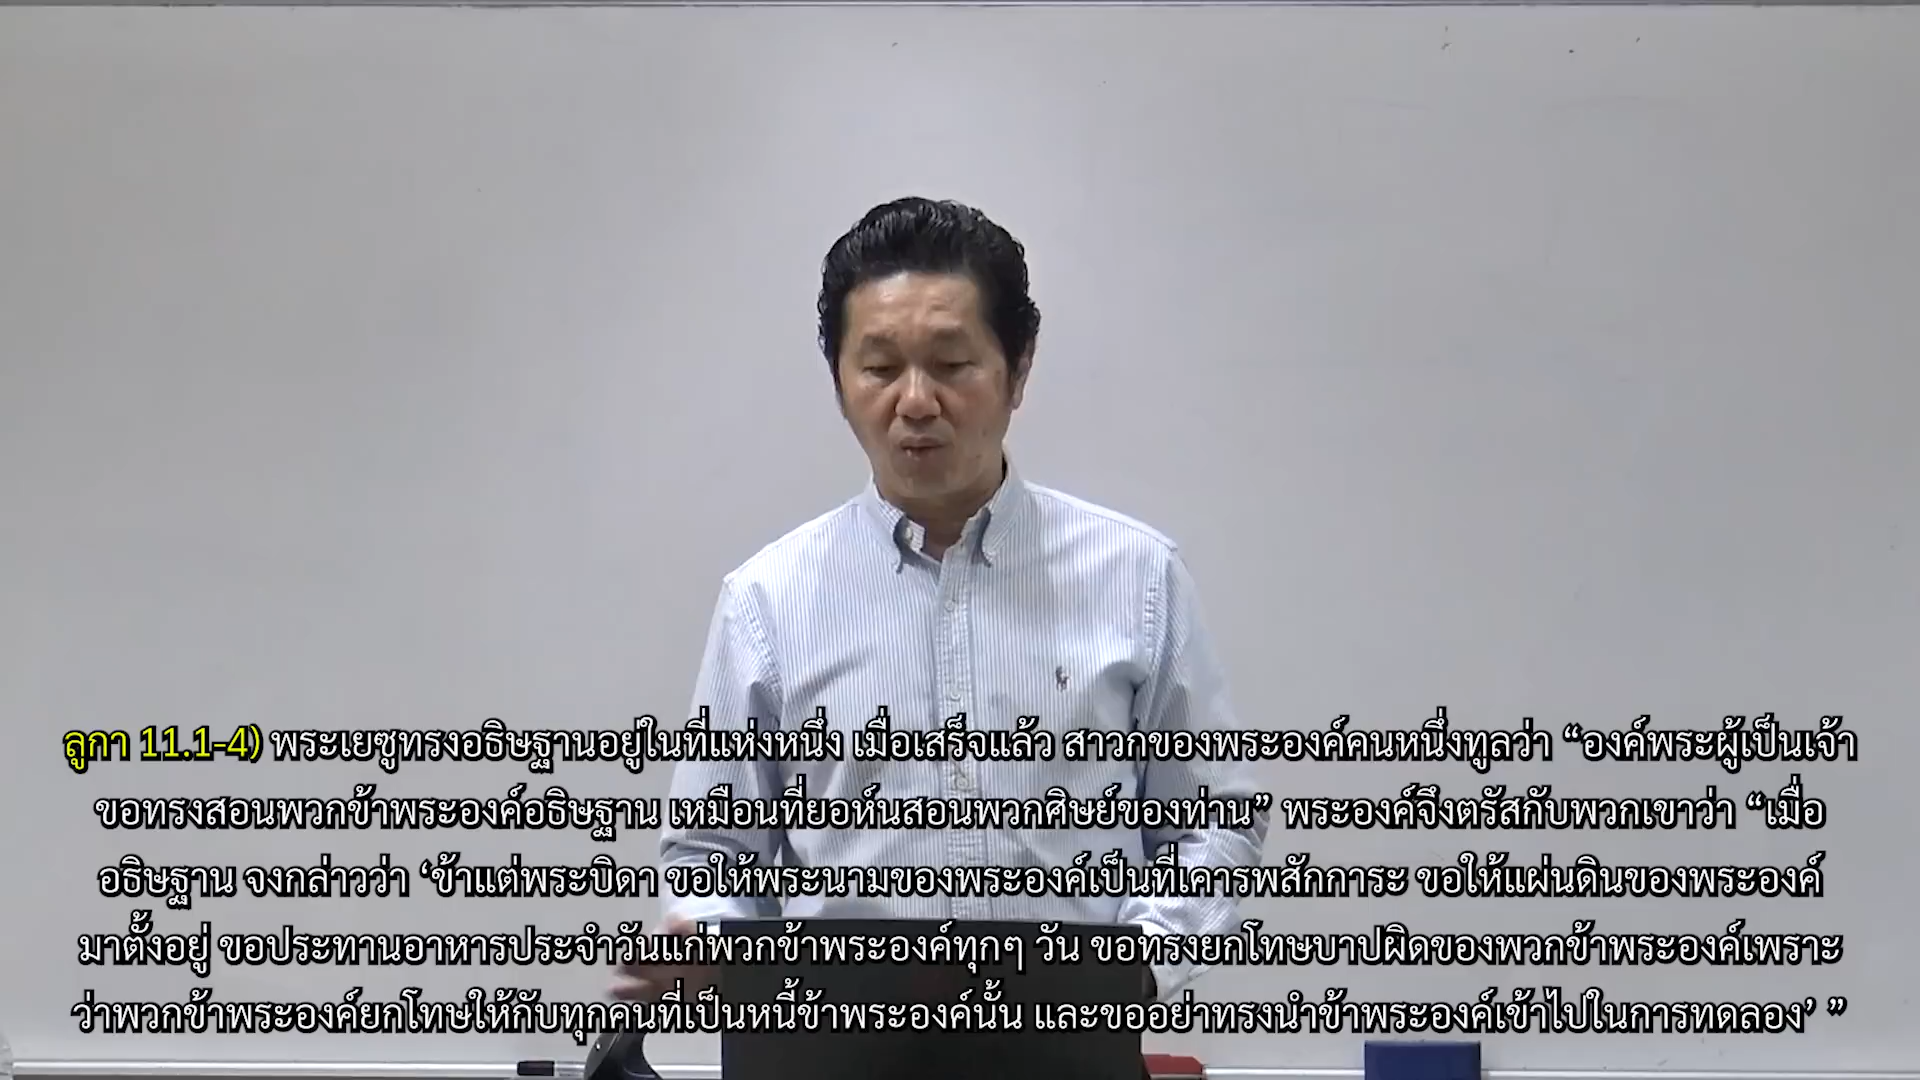 ลูกา 11.1-4) พระเยซูทรงอธิษฐานอยู่ในที่แห่งหนึ่ง เมื่อเสร็จแล้ว สาวกของพระองค์คนหนึ่งทูลว่า “องค์พระผู้เป็นเจ้า
ขอทรงสอนพวกข้าพระองค์อธิษฐาน เหมือนที่ยอห์นสอนพวกศิษย์ของท่าน” พระองค์จึงตรัสกับพวกเขาว่า “เมื่อ
อธิษฐาน จงกล่าวว่า ‘ข้าแต่พระบิดา ขอให้พระนามของพระองค์เป็นที่เคารพสักการะ ขอให้แผ่นดินของพระองค์
มาตั้งอยู่ ขอประทานอาหารประจำวันแก่พวกข้าพระองค์ทุกๆ วัน ขอทรงยกโทษบาปผิดของพวกข้าพระองค์เพราะ
ว่าพวกข้าพระองค์ยกโทษให้กับทุกคนที่เป็นหนี้ข้าพระองค์นั้น และขออย่าทรงนำข้าพระองค์เข้าไปในการทดลอง’ ”